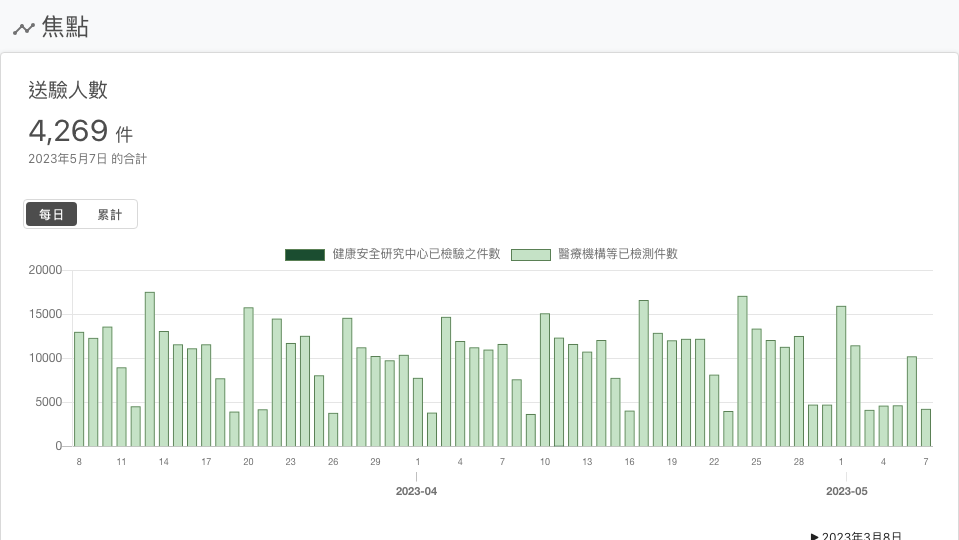 焦點
送驗人數
4,269 件
2023年5月7日 的合計
每日 累計
健康安全研究中心已檢驗之件數 醫療機構等已檢測件數
20000
15000
10000
5000
0
8 11 14 17 20 23 26 29 1 4 7 10 13 16 19 22 25 28 1 4 7
2023-04 2023-05
▶ 2023年3月8日